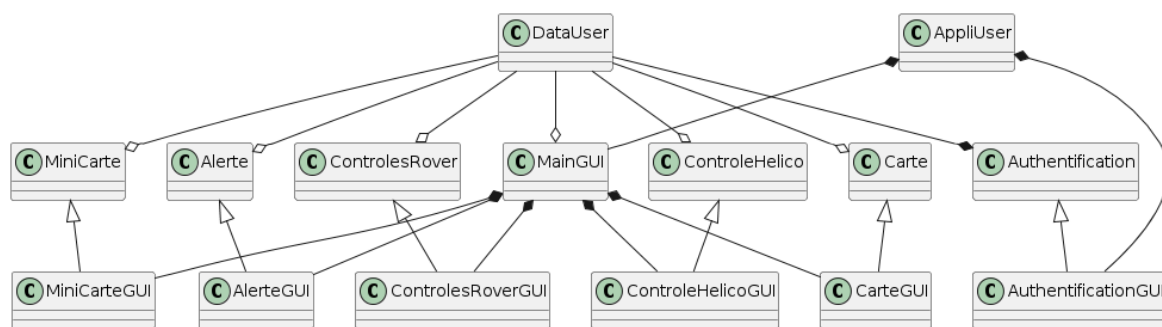 C DataUser
C AppliUser
C MiniCarte
C Alerte
C ControlesRover
C MainGUI
C ControleHelico
C Carte
C Authentification
C MiniCarteGUI
C AlerteGUI
C ControlesRoverGUI
C ControleHelicoGUI
C CarteGUI
C AuthentificationGUI